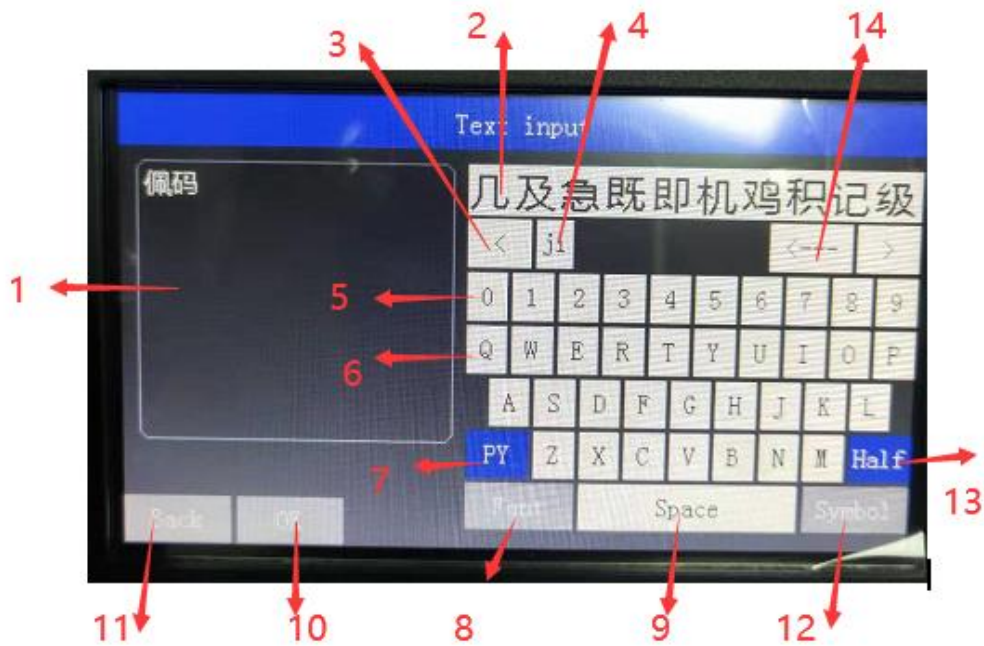 2
4
14
3
Text input
佩码
几及急既即机鸡积记级
< ji <--- >
1
5
0 1 2 3 4 5 6 7 8 9
6
Q W E R T Y U I O P
A S D F G H J K L
7
PY Z X C V B N M Half
13
Back OK Font Space Symbol
11
10
8
9
12